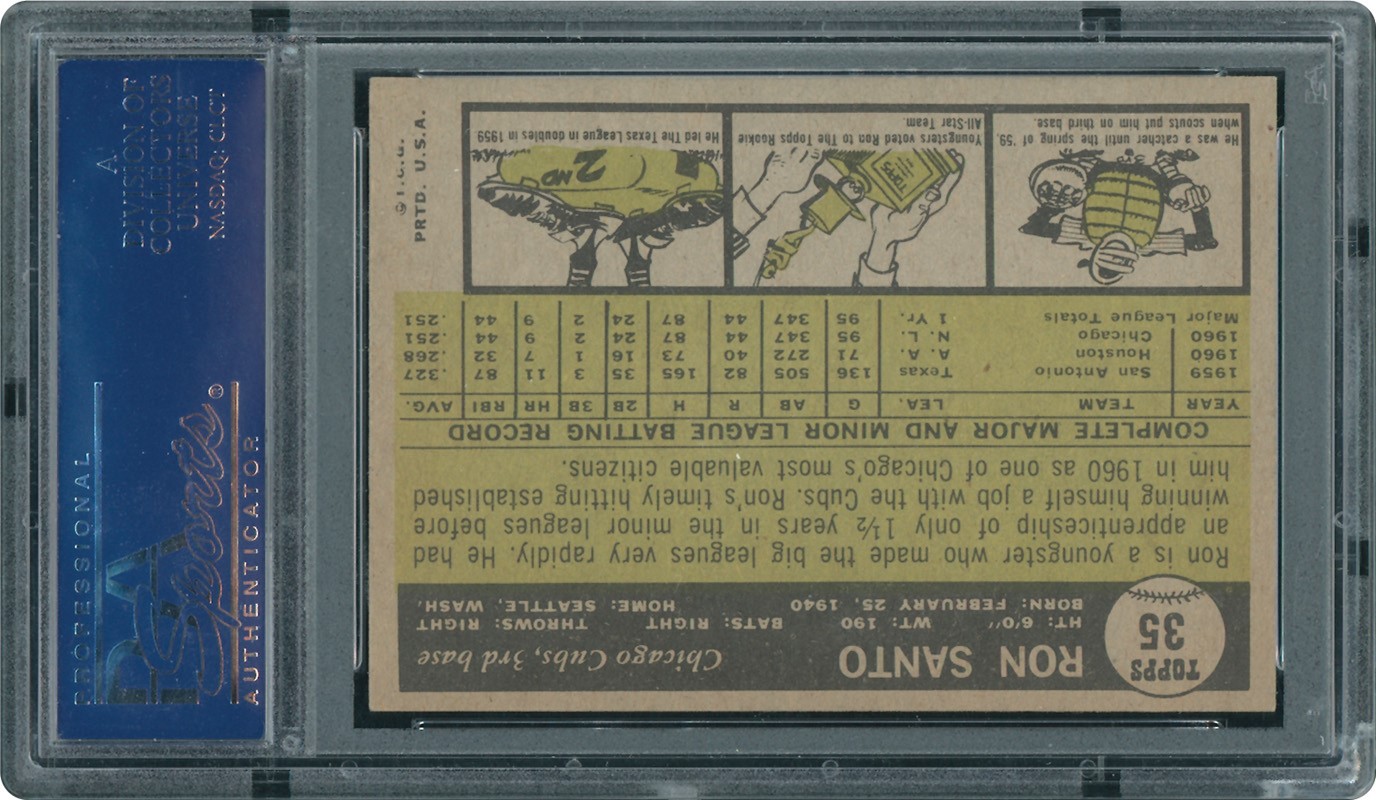 TOPPS
35
RON SANTO
Chicago Cubs, 3rd base
HT: 6'0" WT: 190 BATS: RIGHT THROWS: RIGHT
BORN: FEBRUARY 25, 1940 HOME: SEATTLE, WASH.
Ron is a youngster who made the big leagues very rapidly. He had
an apprenticeship of only 1½ years in the minor leagues before
winning himself a job with the Cubs. Ron's timely hitting established
him in 1960 as one of Chicago's most valuable citizens.
COMPLETE MAJOR AND MINOR LEAGUE BATTING RECORD
YEAR TEAM LEA. G AB R H 2B 3B HR RBI AVG.
1959 San Antonio Texas 136 505 82 165 35 3 11 87 .327
1960 Houston A. A. 71 272 40 73 16 1 7 32 .268
1960 Chicago N. L. 95 347 44 87 24 2 9 44 .251
Major League Totals 1 Yr. 95 347 44 87 24 2 9 44 .251
He was a catcher until the spring of '59,
when scouts put him on third base.
TOPPS
Youngsters voted Ron to The Topps Rookie
All-Star Team.
2ND
He led The Texas League in doubles in 1959
© T.C.G.
PRTD. U.S.A.
PROFESSIONAL
PSA
Sports®
AUTHENTICATOR
A
DIVISION OF
COLLECTORS
UNIVERSE
NASDAQ: CLCT
PSA